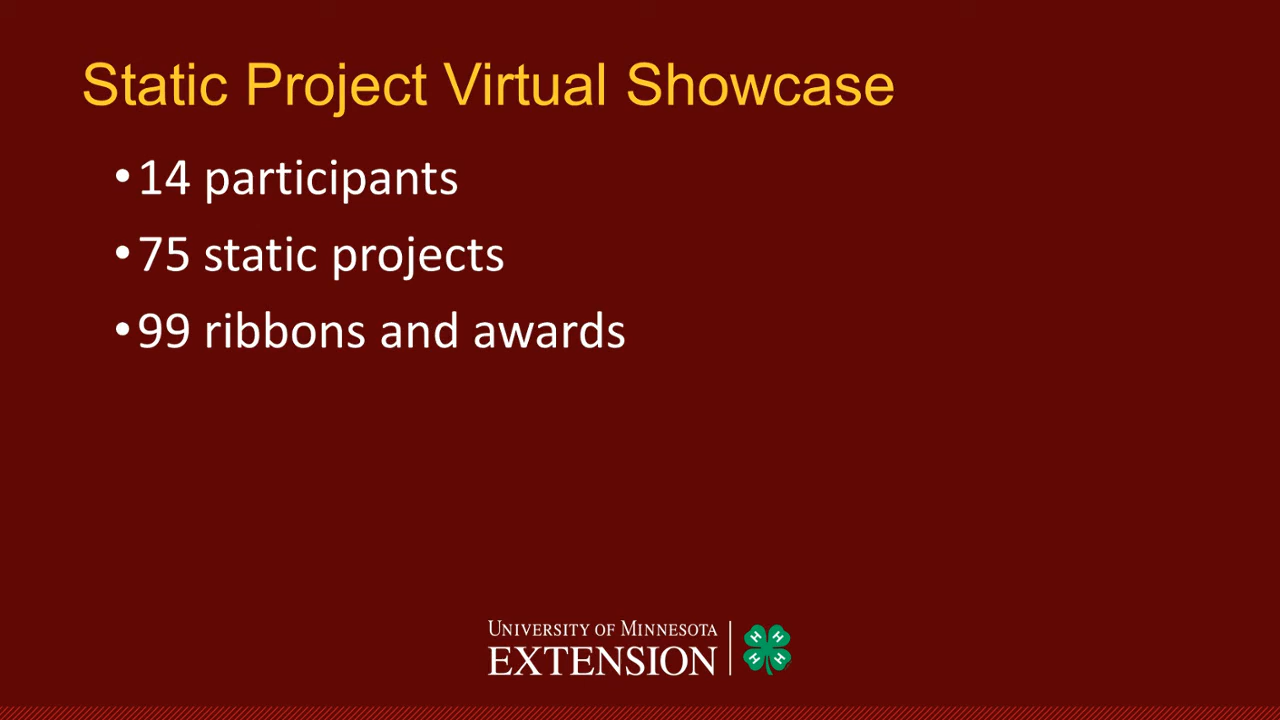 Static Project Virtual Showcase
•14 participants
•75 static projects
•99 ribbons and awards
UNIVERSITY OF MINNESOTA
EXTENSION
H H H H